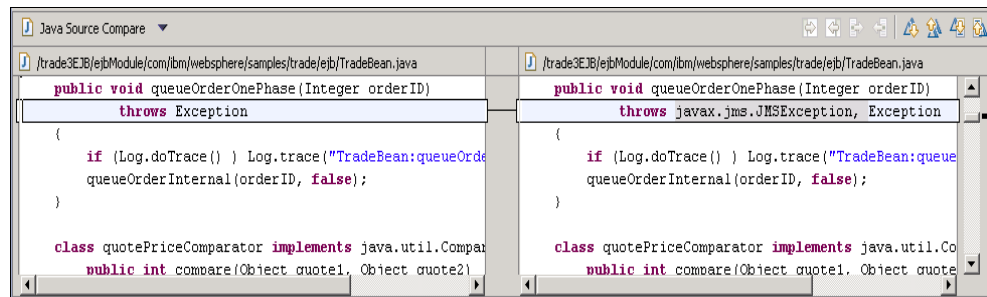 Java Source Compare
/trade3EJB/ejbModule/com/ibm/websphere/samples/trade/ejb/TradeBean.java
public void queueOrderOnePhase(Integer orderID)
throws Exception
{
if (Log.doTrace() ) Log.trace("TradeBean:queueOrde
queueOrderInternal(orderID, false);
}
class quotePriceComparator implements java.util.Compar
public int compare(Object quote1, Object quote2)
/trade3EJB/ejbModule/com/ibm/websphere/samples/trade/ejb/TradeBean.java
public void queueOrderOnePhase(Integer orderID)
throws javax.jms.JMSException, Exception
{
if (Log.doTrace() ) Log.trace("TradeBean:queue
queueOrderInternal(orderID, false);
}
class quotePriceComparator implements java.util.Co
public int compare(Object quote1, Object quote